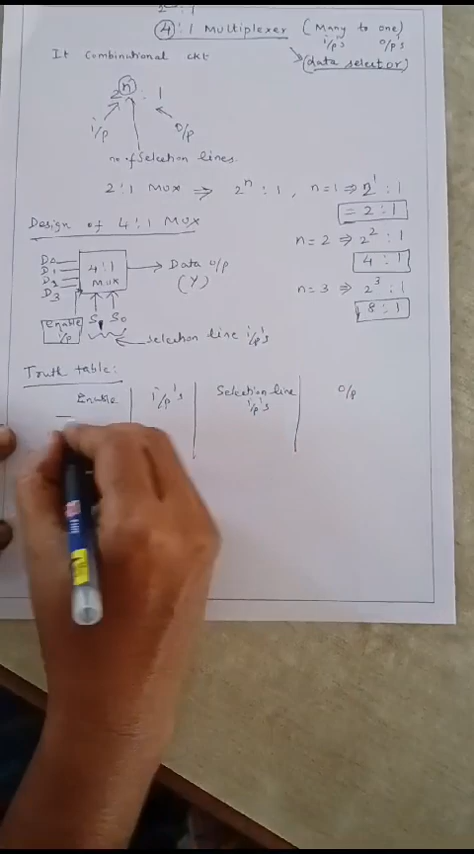 4:1 Multiplexer (Many to one)
i/p's o/p's
It Combinational ckt.
(data selector)
2n : 1
i/p o/p
no of selection lines.
2:1 MUX ⇒ 2^n : 1, n=1 ⇒ 2^1 : 1
= 2 : 1
Design of 4:1 MUX
n = 2 ⇒ 2^2 : 1
4 : 1
D0
D1
D2
D3
4:1
MUX
Data o/p
(Y)
n = 3 ⇒ 2^3 : 1
8 : 1
Enable
i/p
S1 S0
selection line i/p's
Truth table:
Enable i/p's Selection line i/p's o/p